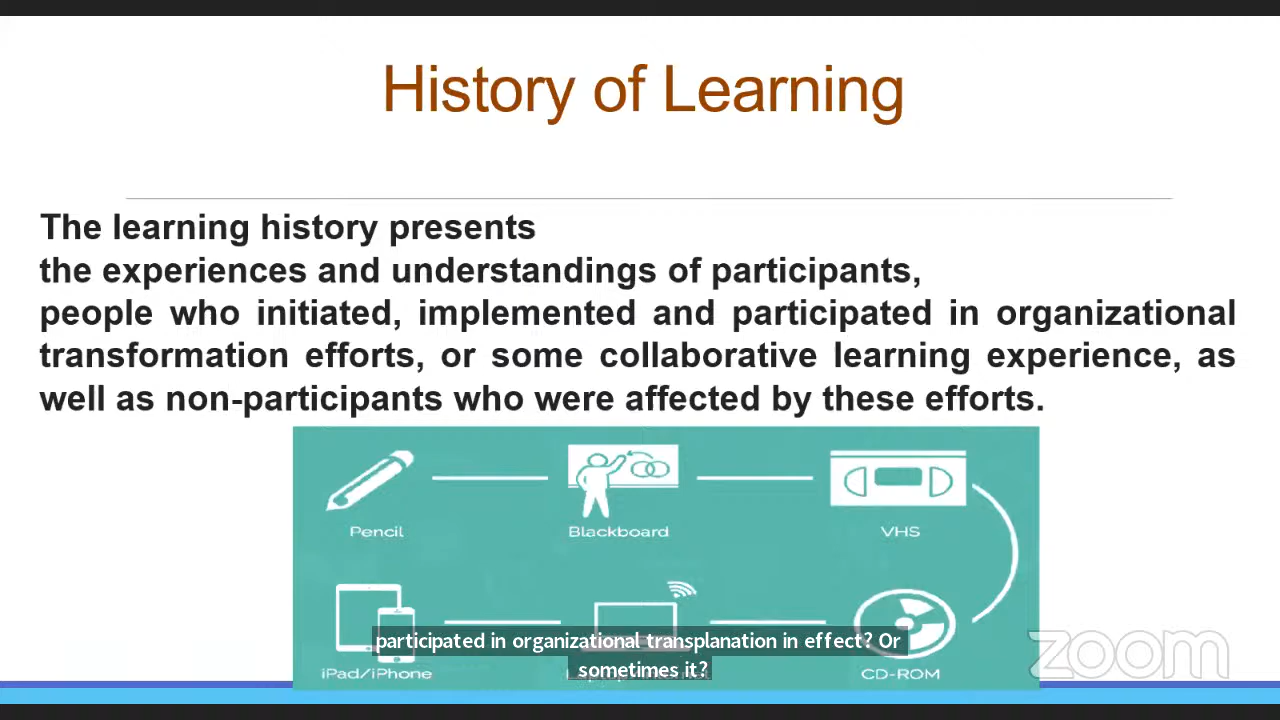 History of Learning
The learning history presents
the experiences and understandings of participants,
people who initiated, implemented and participated in organizational
transformation efforts, or some collaborative learning experience, as
well as non-participants who were affected by these efforts.
Pencil
Blackboard
VHS
participated in organizational transplanation in effect? Or
sometimes it?
iPad/iPhone
CD-ROM
zoom